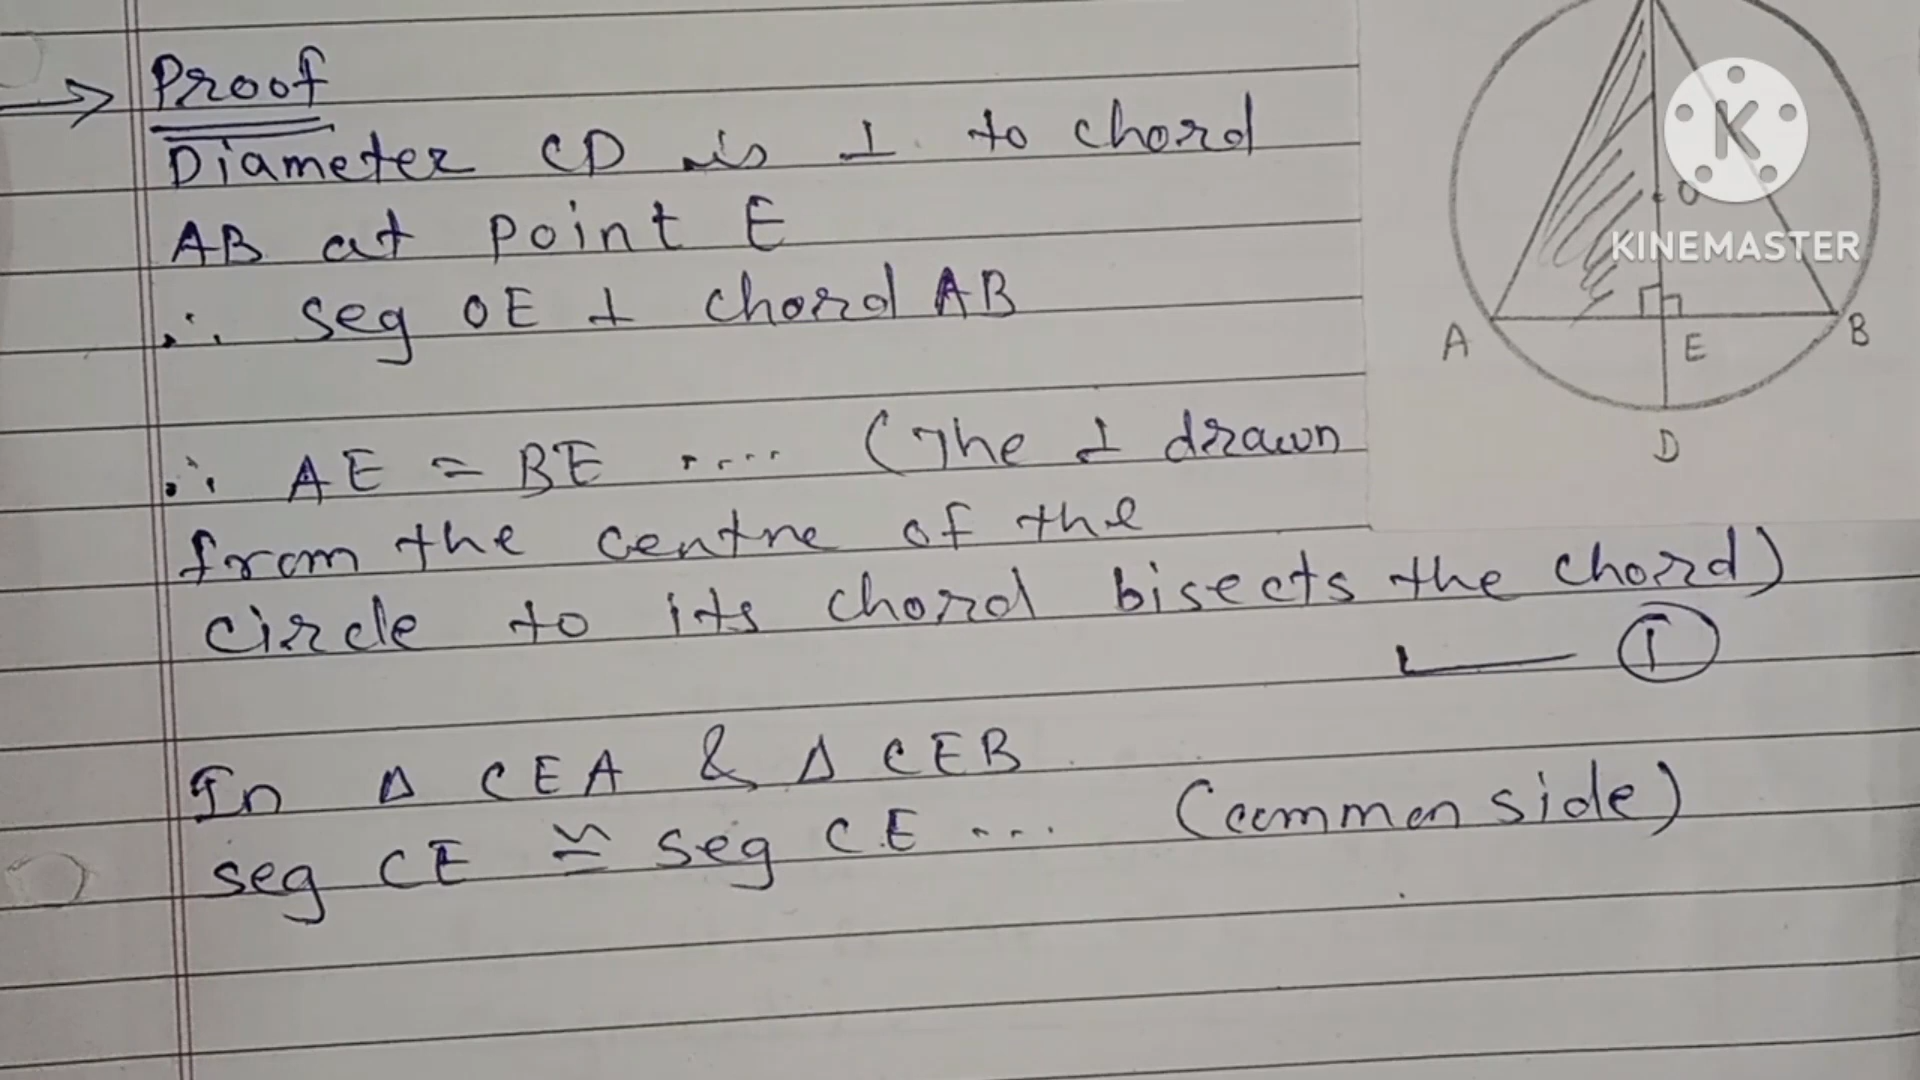 Proof
Diameter CD is ⊥ to chord
AB at point E
∴ seg OE ⊥ chord AB
∴ AE = BE .... (The ⊥ drawn
from the centre of the
circle to its chord bisects the chord)
I
In Δ CEA & Δ CEB
seg CE ≅ seg CE ... (common side)
K
O
KINEMASTER
A
E
B
D